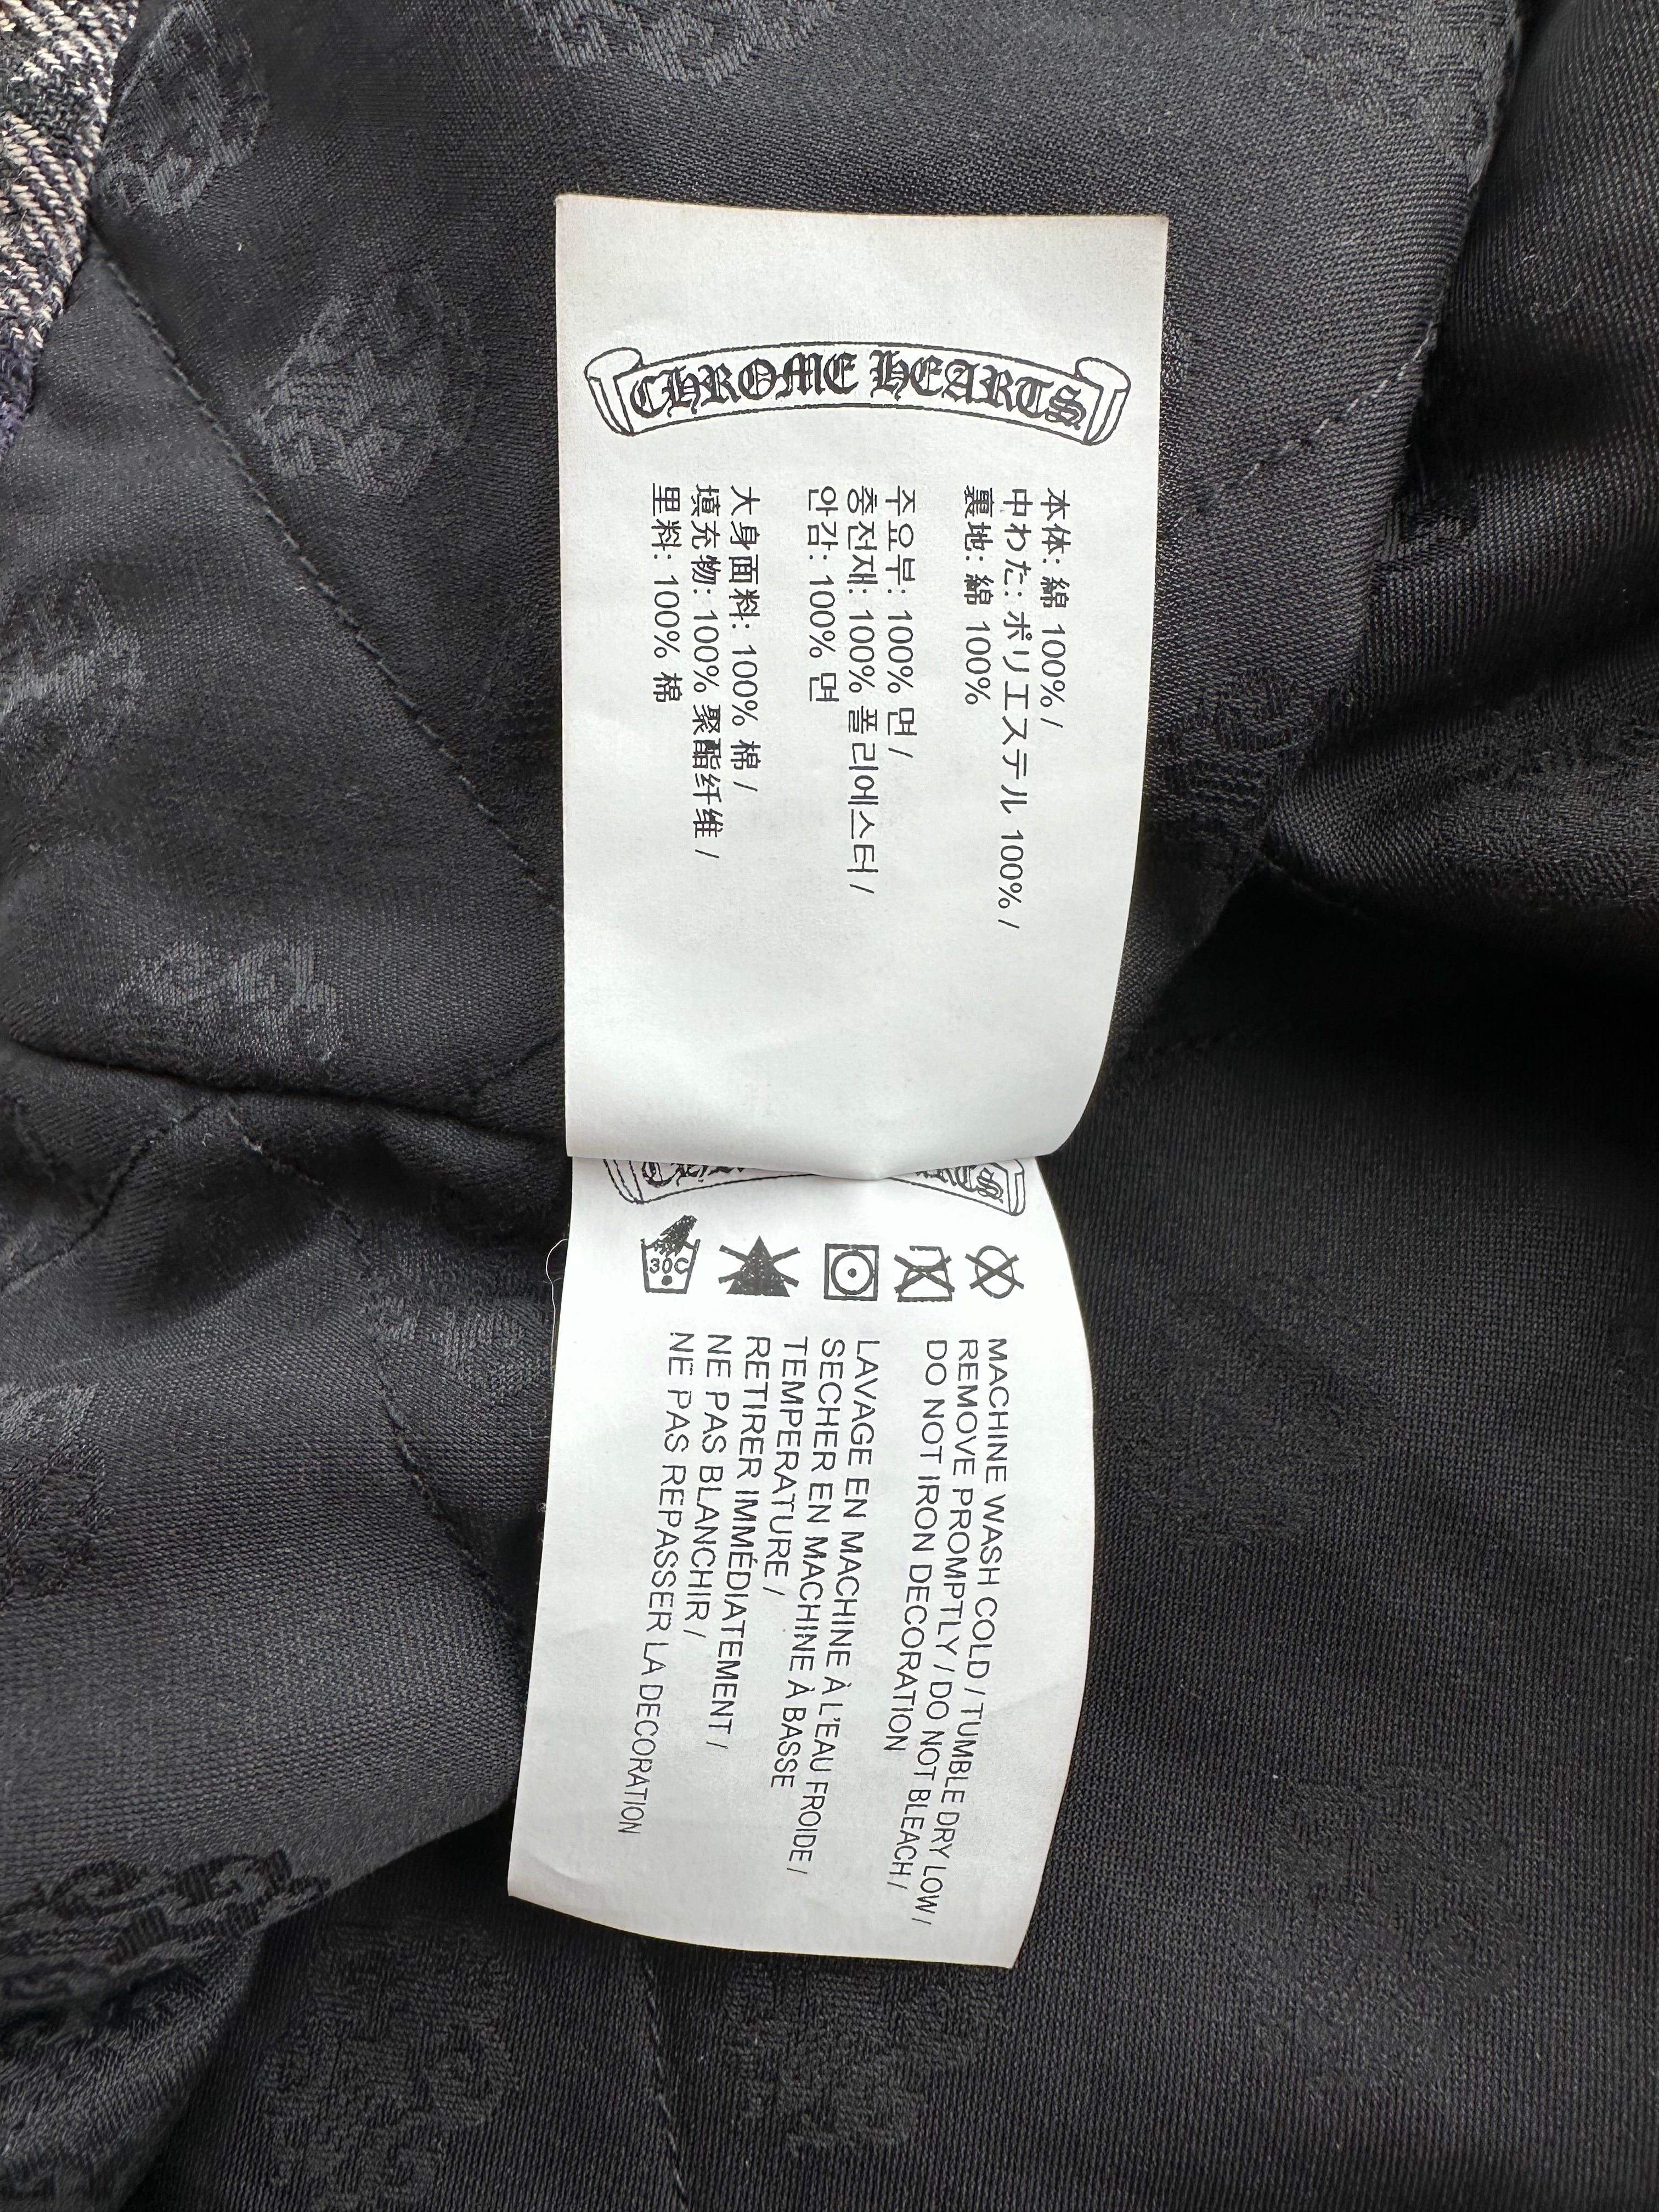 CHROME HEARTS
本体: 綿 100% /
中わた: ポリエステル 100% /
裏地: 綿 100%
주요부: 100% 면 /
충전재: 100% 폴리에스터 /
안감: 100% 면
大身面料: 100% 棉 /
填充物: 100% 聚酯纤维 /
里料: 100% 棉
30C
MACHINE WASH COLD / TUMBLE DRY LOW /
REMOVE PROMPTLY / DO NOT BLEACH /
DO NOT IRON DECORATION
LAVAGE EN MACHINE À L'EAU FROIDE /
SECHER EN MACHINE À BASSE
TEMPERATURE /
RETIRER IMMÉDIATEMENT /
NE PAS BLANCHIR /
NE PAS REPASSER LA DECORATION